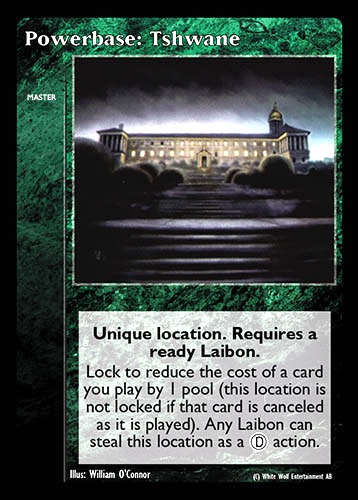 Powerbase: Tshwane
MASTER
Unique location. Requires a
ready Laibon.
Lock to reduce the cost of a card
you play by 1 pool (this location is
not locked if that card is canceled
as it is played). Any Laibon can
steal this location as a Ⓓ action.
Illus: William O'Connor
(C) White Wolf Entertainment AB